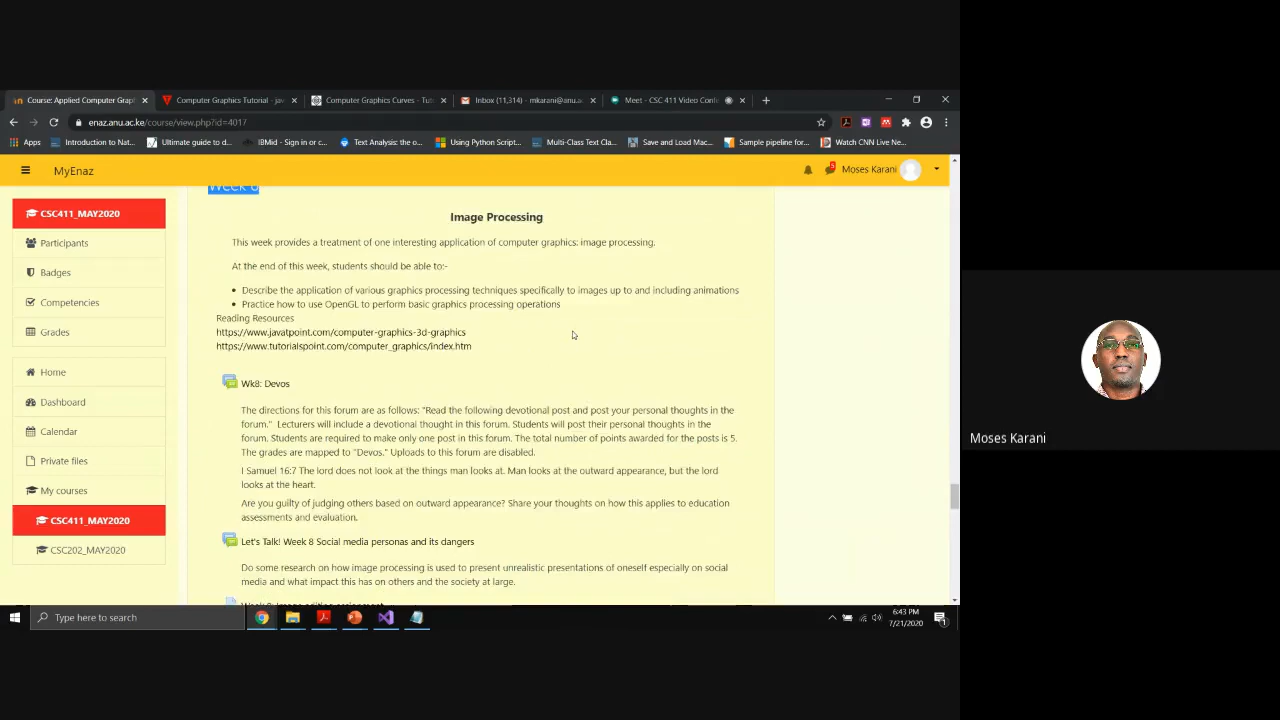 Course: Applied Computer Grap
Computer Graphics Tutorial - jav
Computer Graphics Curves - Tut
Inbox (11,314) - mkarani@anu.ac
Meet - CSC 411 Video Conf
enaz.anu.ac.ke/course/view.php?id=4017
Apps
Introduction to Nat...
Ultimate guide to d...
IBMid - Sign in or c...
Text Analysis: the o...
Using Python Script...
Multi-Class Text Cla...
Save and Load Mac...
Sample pipeline for...
Watch CNN Live Ne...
MyEnaz
Moses Karani
CSC411_MAY2020
Participants
Badges
Competencies
Grades
Home
Dashboard
Calendar
Private files
My courses
CSC411_MAY2020
CSC202_MAY2020
Week 8
Image Processing
This week provides a treatment of one interesting application of computer graphics: image processing.
At the end of this week, students should be able to:-
Describe the application of various graphics processing techniques specifically to images up to and including animations
Practice how to use OpenGL to perform basic graphics processing operations
Reading Resources
https://www.javatpoint.com/computer-graphics-3d-graphics
https://www.tutorialspoint.com/computer_graphics/index.htm
Wk8: Devos
The directions for this forum are as follows: "Read the following devotional post and post your personal thoughts in the
forum." Lecturers will include a devotional thought in this forum. Students will post their personal thoughts in the
forum. Students are required to make only one post in this forum. The total number of points awarded for the posts is 5.
The grades are mapped to "Devos." Uploads to this forum are disabled.
I Samuel 16:7 The lord does not look at the things man looks at. Man looks at the outward appearance, but the lord
looks at the heart.
Are you guilty of judging others based on outward appearance? Share your thoughts on how this applies to education
assessments and evaluation.
Let's Talk! Week 8 Social media personas and its dangers
Do some research on how image processing is used to present unrealistic presentations of oneself especially on social
media and what impact this has on others and the society at large.
Type here to search
6:43 PM
7/21/2020
Moses Karani